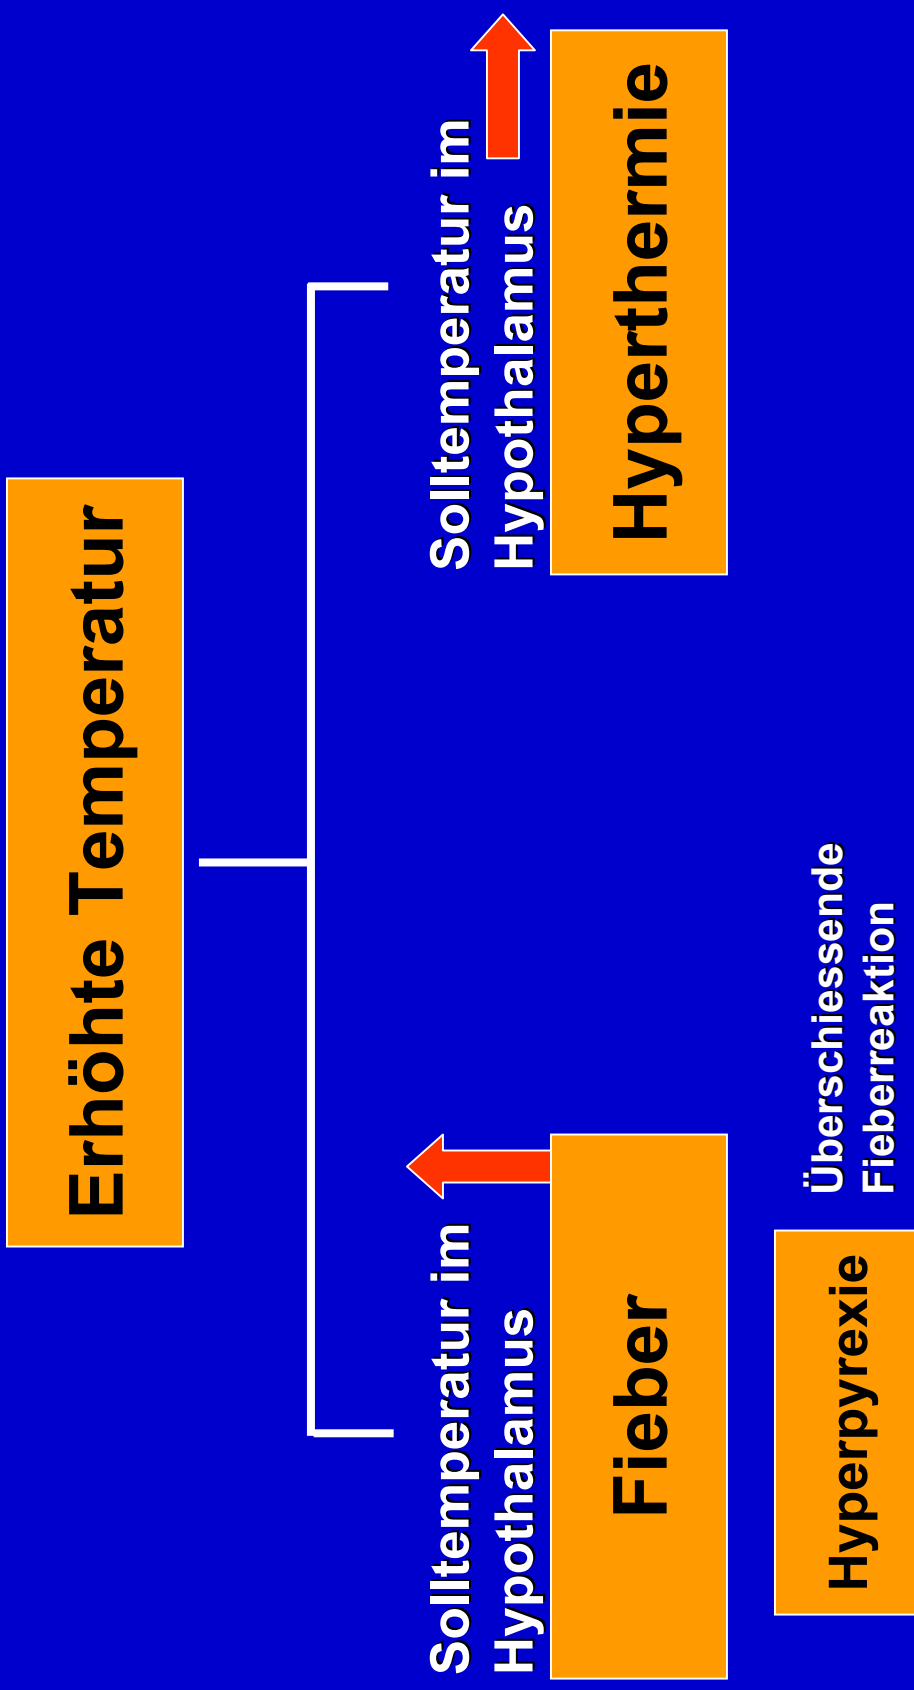 Erhöhte Temperatur
Solltemperatur im
Hypothalamus
Fieber
Solltemperatur im
Hypothalamus
Hyperthermie
Hyperpyrexie
Überschiessende
Fieberreaktion